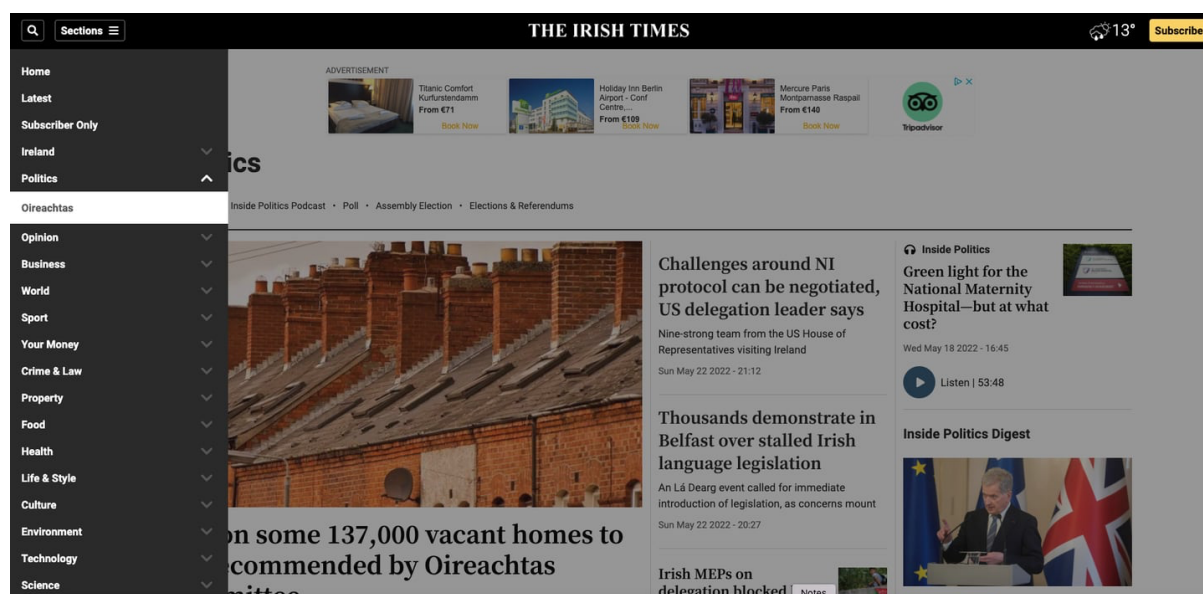 Sections
THE IRISH TIMES
13°
Subscribe
Home
Latest
Subscriber Only
Ireland
Politics
Oireachtas
Opinion
Business
World
Sport
Your Money
Crime & Law
Property
Food
Health
Life & Style
Culture
Environment
Technology
Science
ADVERTISEMENT
Titanic Comfort
Kurfurstendamm
From €71
Book Now
Holiday Inn Berlin
Airport - Conf
Centre,...
From €109
Book Now
Mercure Paris
Montparnasse Raspail
From €140
Book Now
Tripadvisor
ics
Inside Politics Podcast • Poll • Assembly Election • Elections & Referendums
on some 137,000 vacant homes to
commended by Oireachtas
mittee
Challenges around NI
protocol can be negotiated,
US delegation leader says
Nine-strong team from the US House of
Representatives visiting Ireland
Sun May 22 2022 - 21:12
Thousands demonstrate in
Belfast over stalled Irish
language legislation
An Lá Dearg event called for immediate
introduction of legislation, as concerns mount
Sun May 22 2022 - 20:27
Irish MEPs on
delegation blocked
Notes
Inside Politics
Green light for the
National Maternity
Hospital—but at what
cost?
Wed May 18 2022 - 16:45
Listen | 53:48
Inside Politics Digest